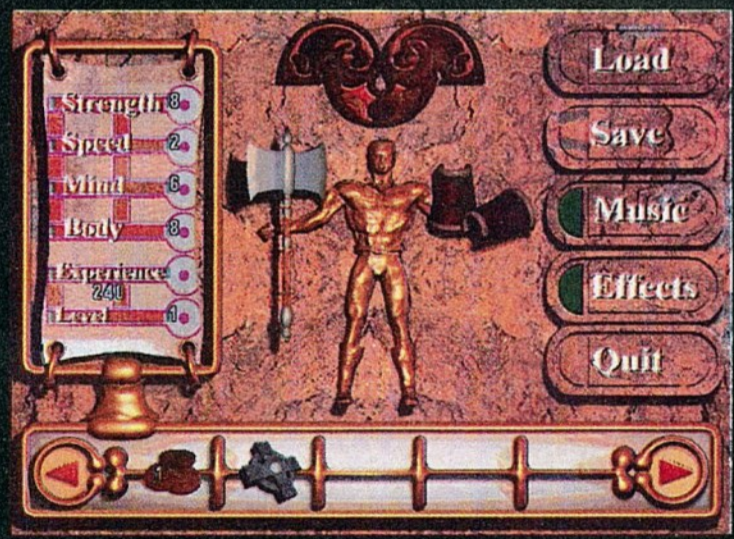 Strength 8
Speed 2
Mind 6
Body 8
Experience
240
Level 1
Load
Save
Music
Effects
Quit